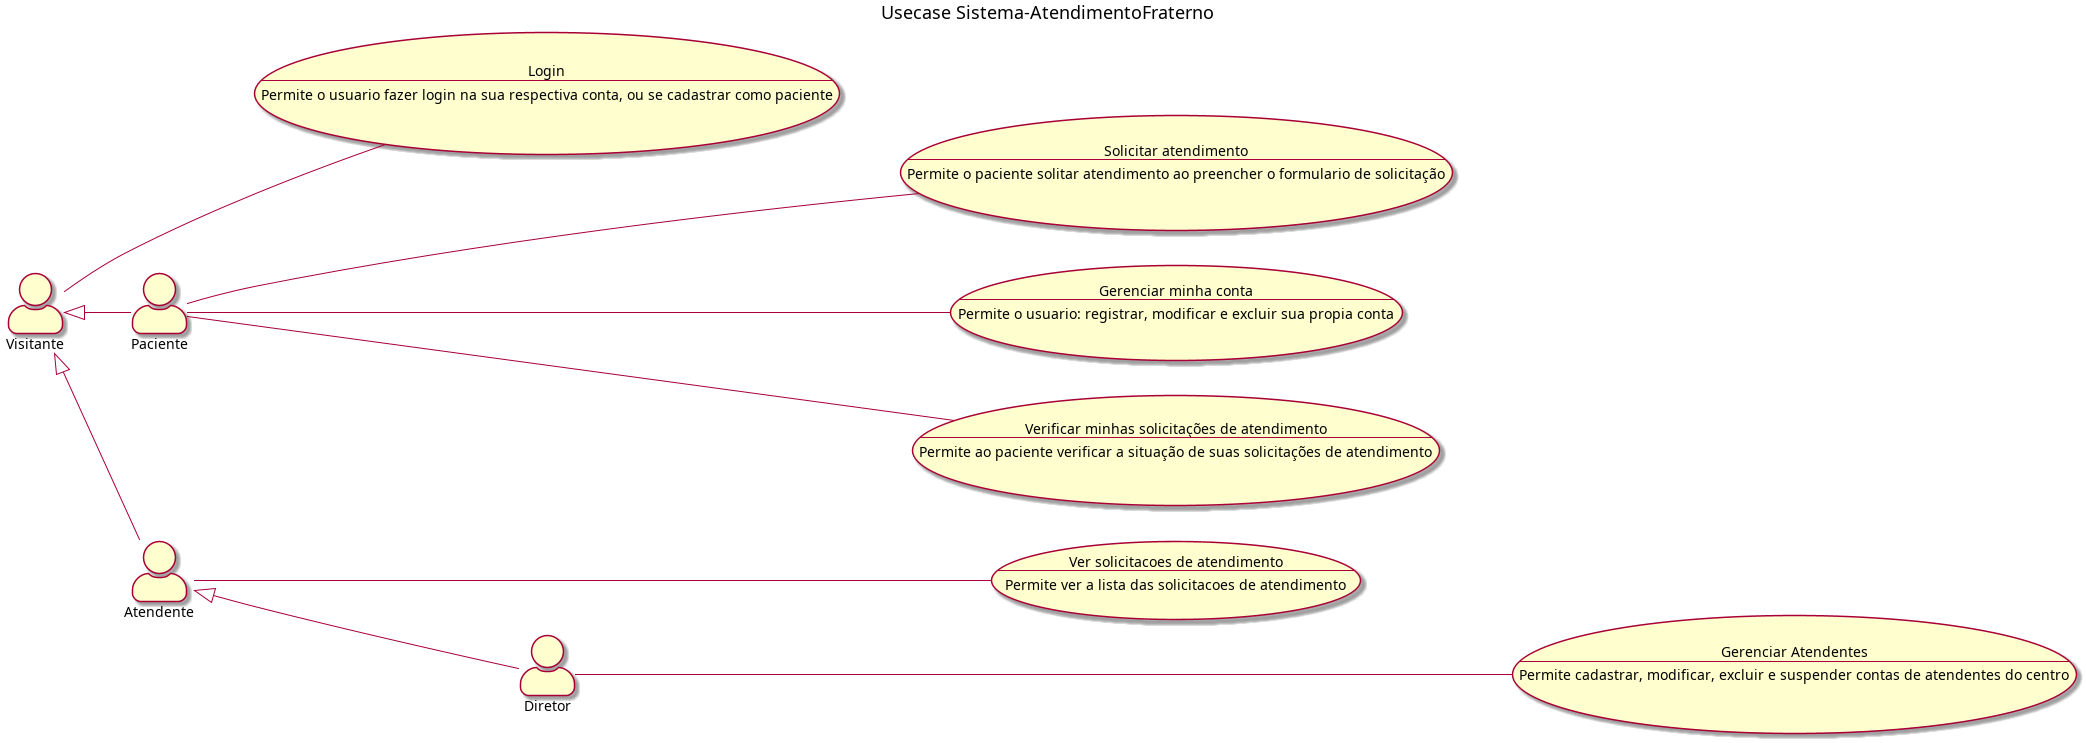 Usecase Sistema-AtendimentoFraterno
Login
Permite o usuario fazer login na sua respectiva conta, ou se cadastrar como paciente
Solicitar atendimento
Permite o paciente solitar atendimento ao preencher o formulario de solicitação
Gerenciar minha conta
Permite o usuario: registrar, modificar e excluir sua propia conta
Visitante
Paciente
Verificar minhas solicitações de atendimento
Permite ao paciente verificar a situação de suas solicitações de atendimento
Ver solicitacoes de atendimento
Permite ver a lista das solicitacoes de atendimento
Atendente
Gerenciar Atendentes
Permite cadastrar, modificar, excluir e suspender contas de atendentes do centro
Diretor